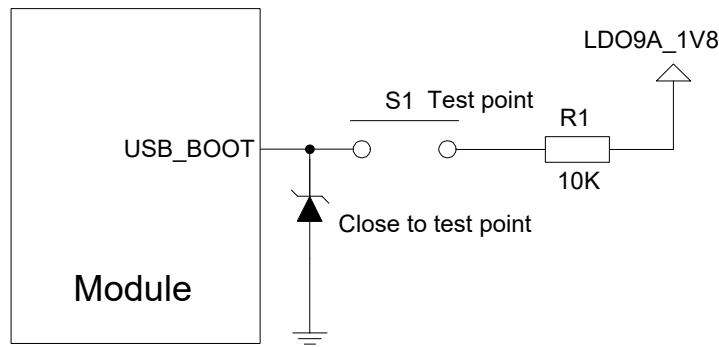 LDO9A_1V8
S1 Test point
R1
USB_BOOT
10K
Close to test point
Module